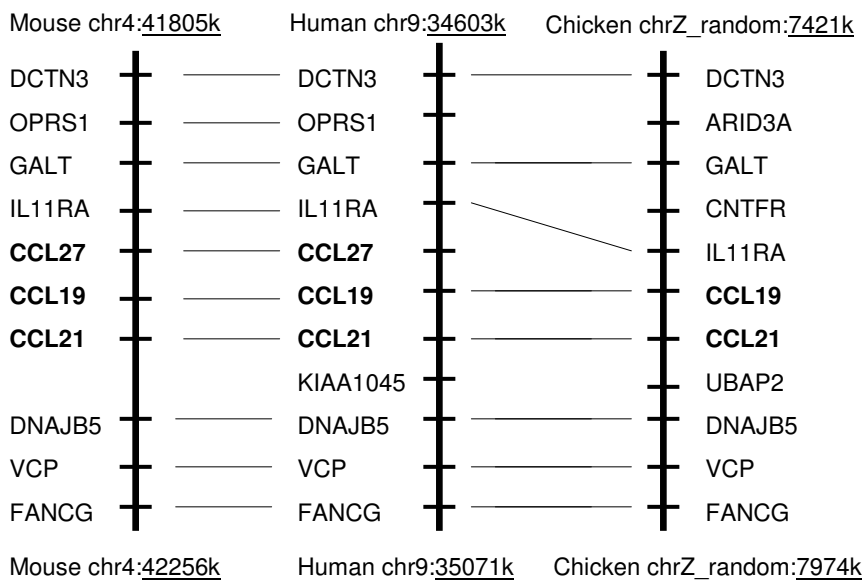 Mouse chr4:41805k Human chr9:34603k Chicken chrZ_random:7421k
DCTN3 DCTN3 DCTN3
OPRS1 OPRS1 ARID3A
GALT GALT GALT
IL11RA IL11RA CNTFR
CCL27 CCL27 IL11RA
CCL19 CCL19 CCL19
CCL21 CCL21 CCL21
KIAA1045 UBAP2
DNAJB5 DNAJB5 DNAJB5
VCP VCP VCP
FANCG FANCG FANCG
Mouse chr4:42256k Human chr9:35071k Chicken chrZ_random:7974k